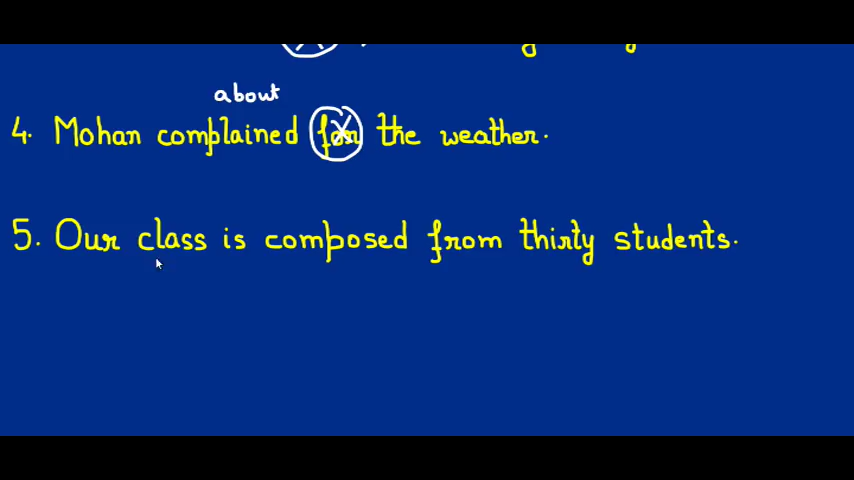 about
4. Mohan complained for the weather.
5. Our class is composed from thirty students.